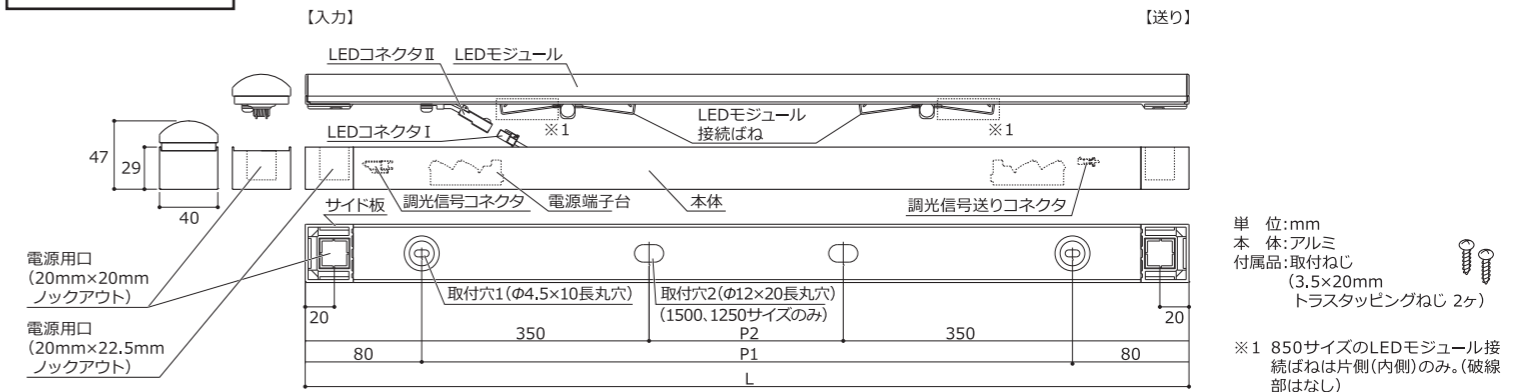 【入力】
【送り】
LEDコネクタⅡ
LEDモジュール
LEDモジュール
接続ばね
※1
※1
LEDコネクタⅠ
47
29
40
サイド板
調光信号コネクタ
電源端子台
本体
調光信号送りコネクタ
電源用口
(20mm×20mm
ノックアウト)
電源用口
(20mm×22.5mm
ノックアウト)
取付穴1(Φ4.5×10長丸穴)
取付穴2(Φ12×20長丸穴)
(1500、1250サイズのみ)
20
20
350
P2
350
80
P1
80
L
単 位:mm
本 体:アルミ
付属品:取付ねじ
(3.5×20mm
トラスタッピングねじ 2ヶ)
※1 850サイズのLEDモジュール接
続ばねは片側(内側)のみ。(破線
部はなし)